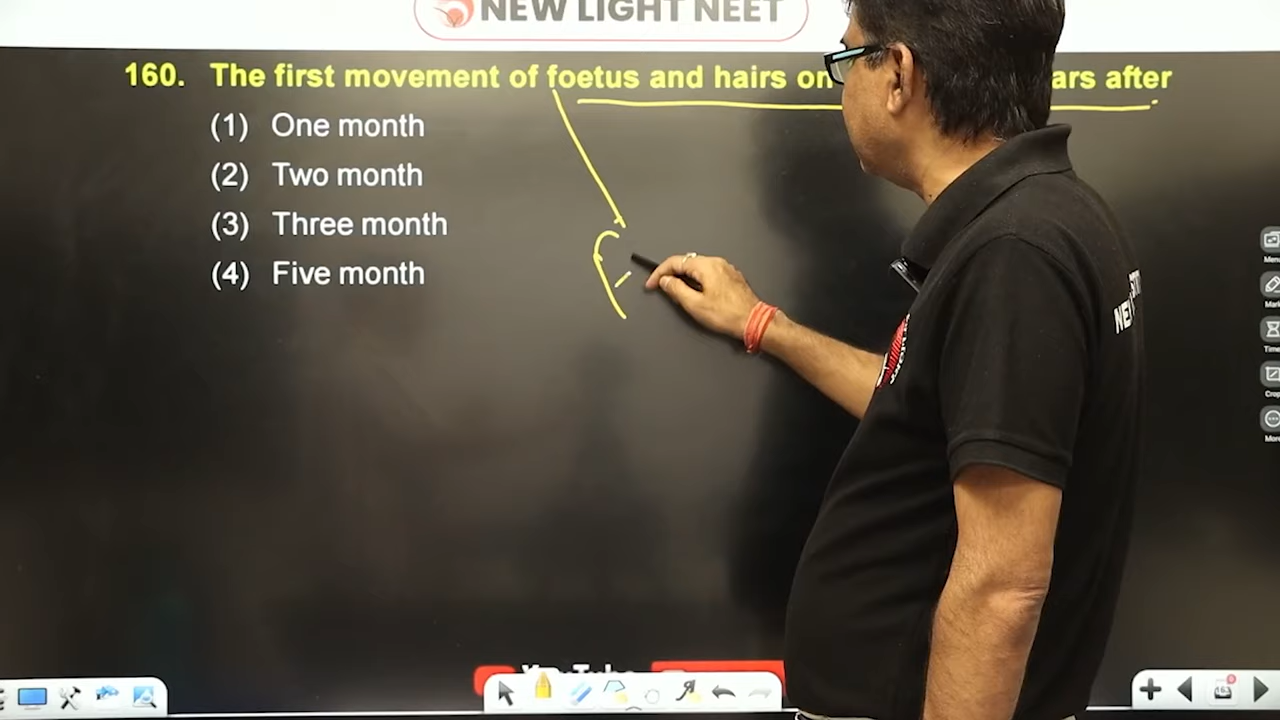 NEW LIGHT NEET
160. The first movement of foetus and hairs on ars after
(1) One month
(2) Two month
(3) Three month
(4) Five month